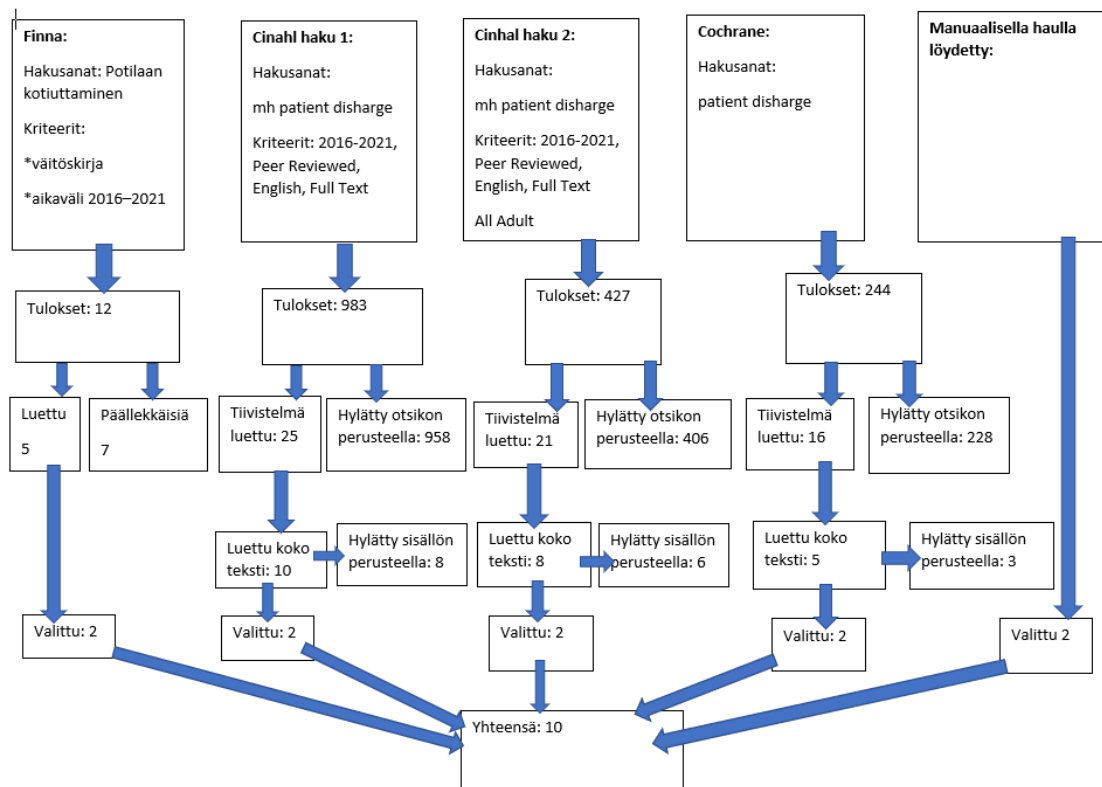 Finna:
Hakusanat: Potilaan
kotiuttaminen
Kriteerit:
*väitöskirja
*aikaväli 2016–2021
Cinahl haku 1:
Hakusanat:
mh patient disharge
Kriteerit: 2016-2021,
Peer Reviewed,
English, Full Text
Cinhal haku 2:
Hakusanat:
mh patient disharge
Kriteerit: 2016-2021,
Peer Reviewed,
English, Full Text
All Adult
Cochrane:
Hakusanat:
patient disharge
Manuaalisella haulla
löydetty:
Tulokset: 12
Tulokset: 983
Tulokset: 427
Tulokset: 244
Luettu
5
Päällekkäisiä
7
Tiivistelmä
luettu: 25
Hylätty otsikon
perusteella: 958
Tiivistelmä
luettu: 21
Hylätty otsikon
perusteella: 406
Tiivistelmä
luettu: 16
Hylätty otsikon
perusteella: 228
Luettu koko
teksti: 10
Hylätty sisällön
perusteella: 8
Luettu koko
teksti: 8
Hylätty sisällön
perusteella: 6
Luettu koko
teksti: 5
Hylätty sisällön
perusteella: 3
Valittu: 2
Valittu: 2
Valittu: 2
Valittu: 2
Valittu 2
Yhteensä: 10